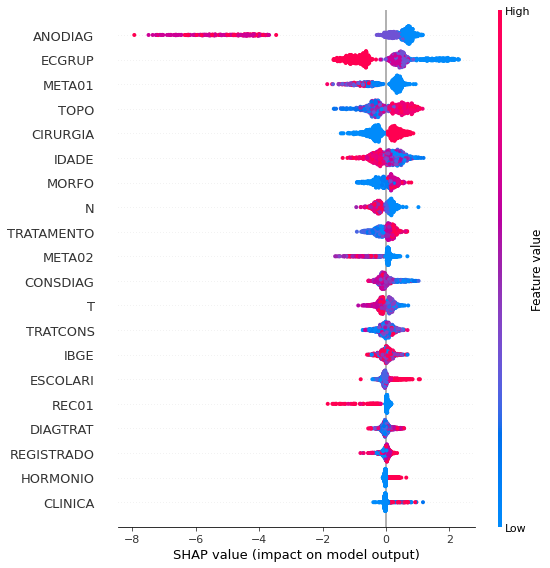 High
ANODIAG
ECGRUP
META01
TOPO
CIRURGIA
IDADE
MORFO
N
TRATAMENTO
META02
CONSDIAG
T
TRATCONS
IBGE
ESCOLARI
REC01
DIAGTRAT
REGISTRADO
HORMONIO
CLINICA
Feature value
Low
−8 −6 −4 −2 0 2
SHAP value (impact on model output)